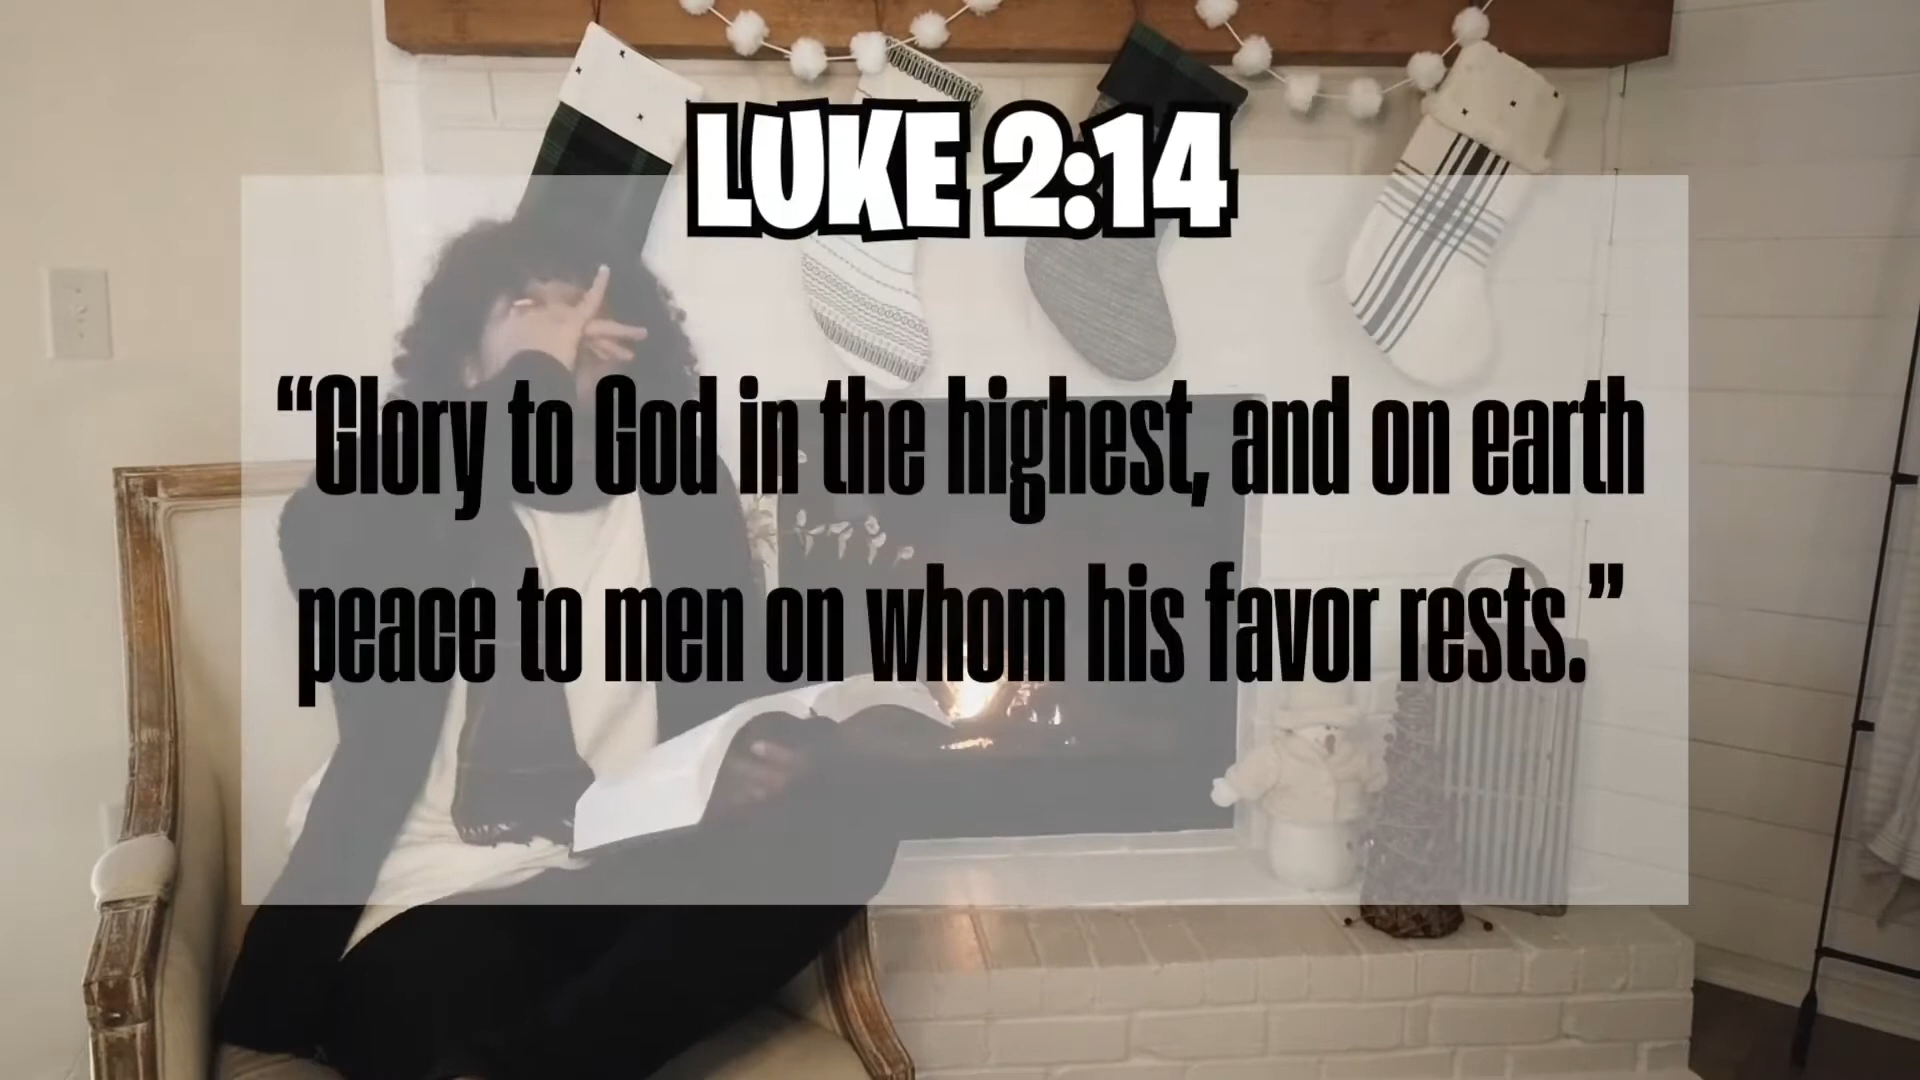 LUKE 2:14
“Glory to God in the highest, and on earth
peace to men on whom his favor rests.”